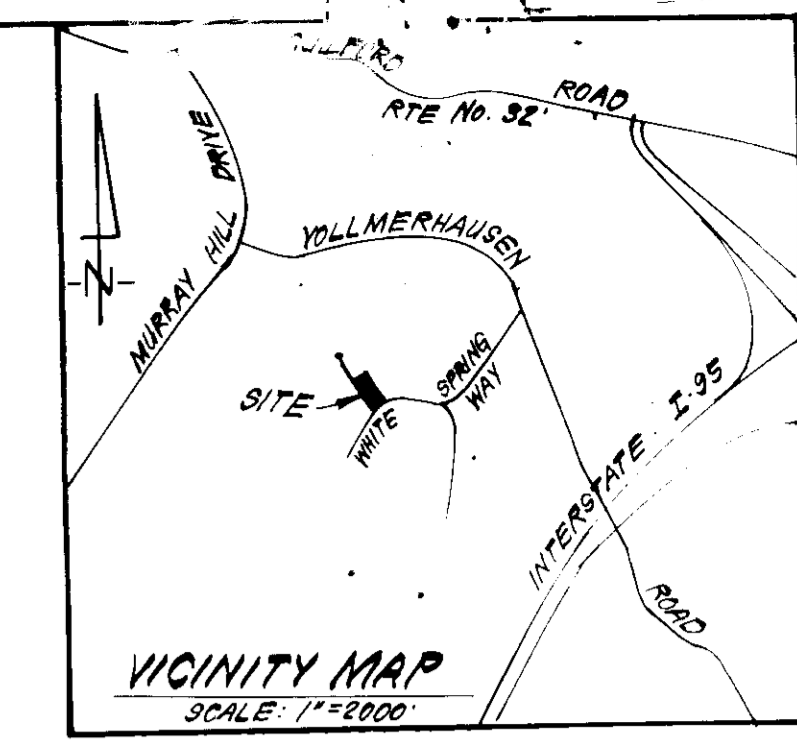 GUILFORD ROAD
RTE No. 32
MURRAY HILL DRIVE
VOLLMERHAUSEN ROAD
N
SITE
WHITE SPRING WAY
INTERSTATE I-95
VICINITY MAP
SCALE: 1"=2000'